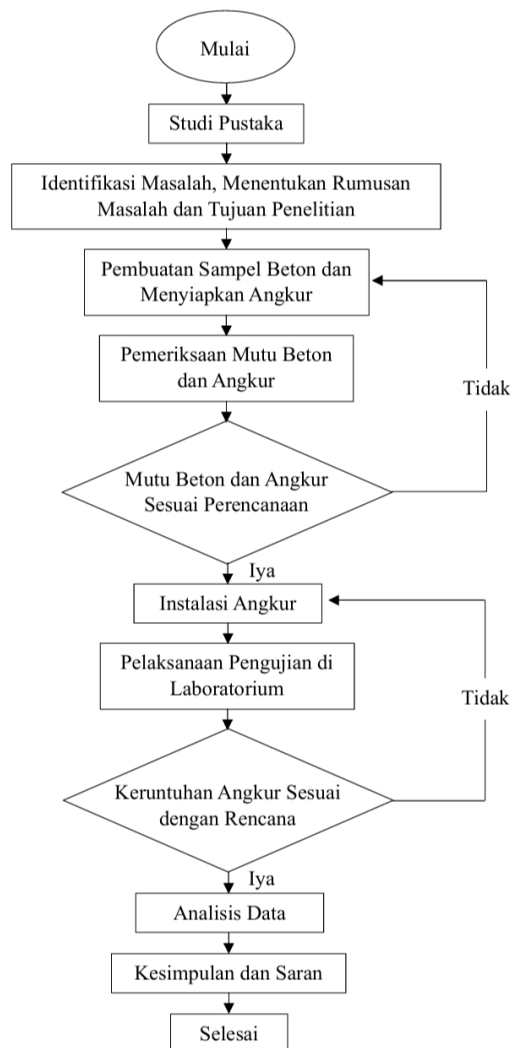 Mulai
Studi Pustaka
Identifikasi Masalah, Menentukan Rumusan
Masalah dan Tujuan Penelitian
Pembuatan Sampel Beton dan
Menyiapkan Angkur
Pemeriksaan Mutu Beton
dan Angkur
Tidak
Mutu Beton dan Angkur
Sesuai Perencanaan
Iya
Instalasi Angkur
Pelaksanaan Pengujian di
Laboratorium
Tidak
Keruntuhan Angkur Sesuai
dengan Rencana
Iya
Analisis Data
Kesimpulan dan Saran
Selesai